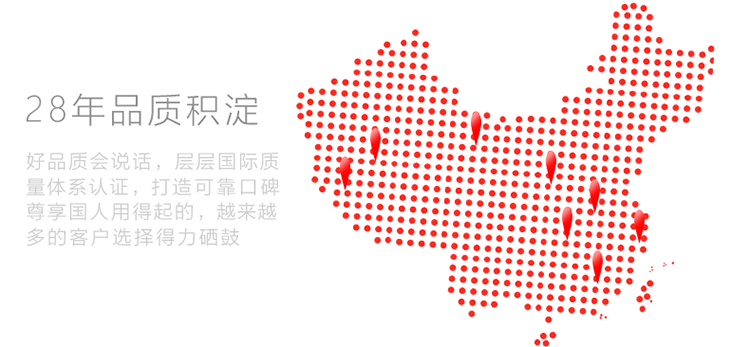 28年品质积淀
好品质会说话，层层国际质
量体系认证，打造可靠口碑
尊享国人用得起的，越来越
多的客户选择得力硒鼓